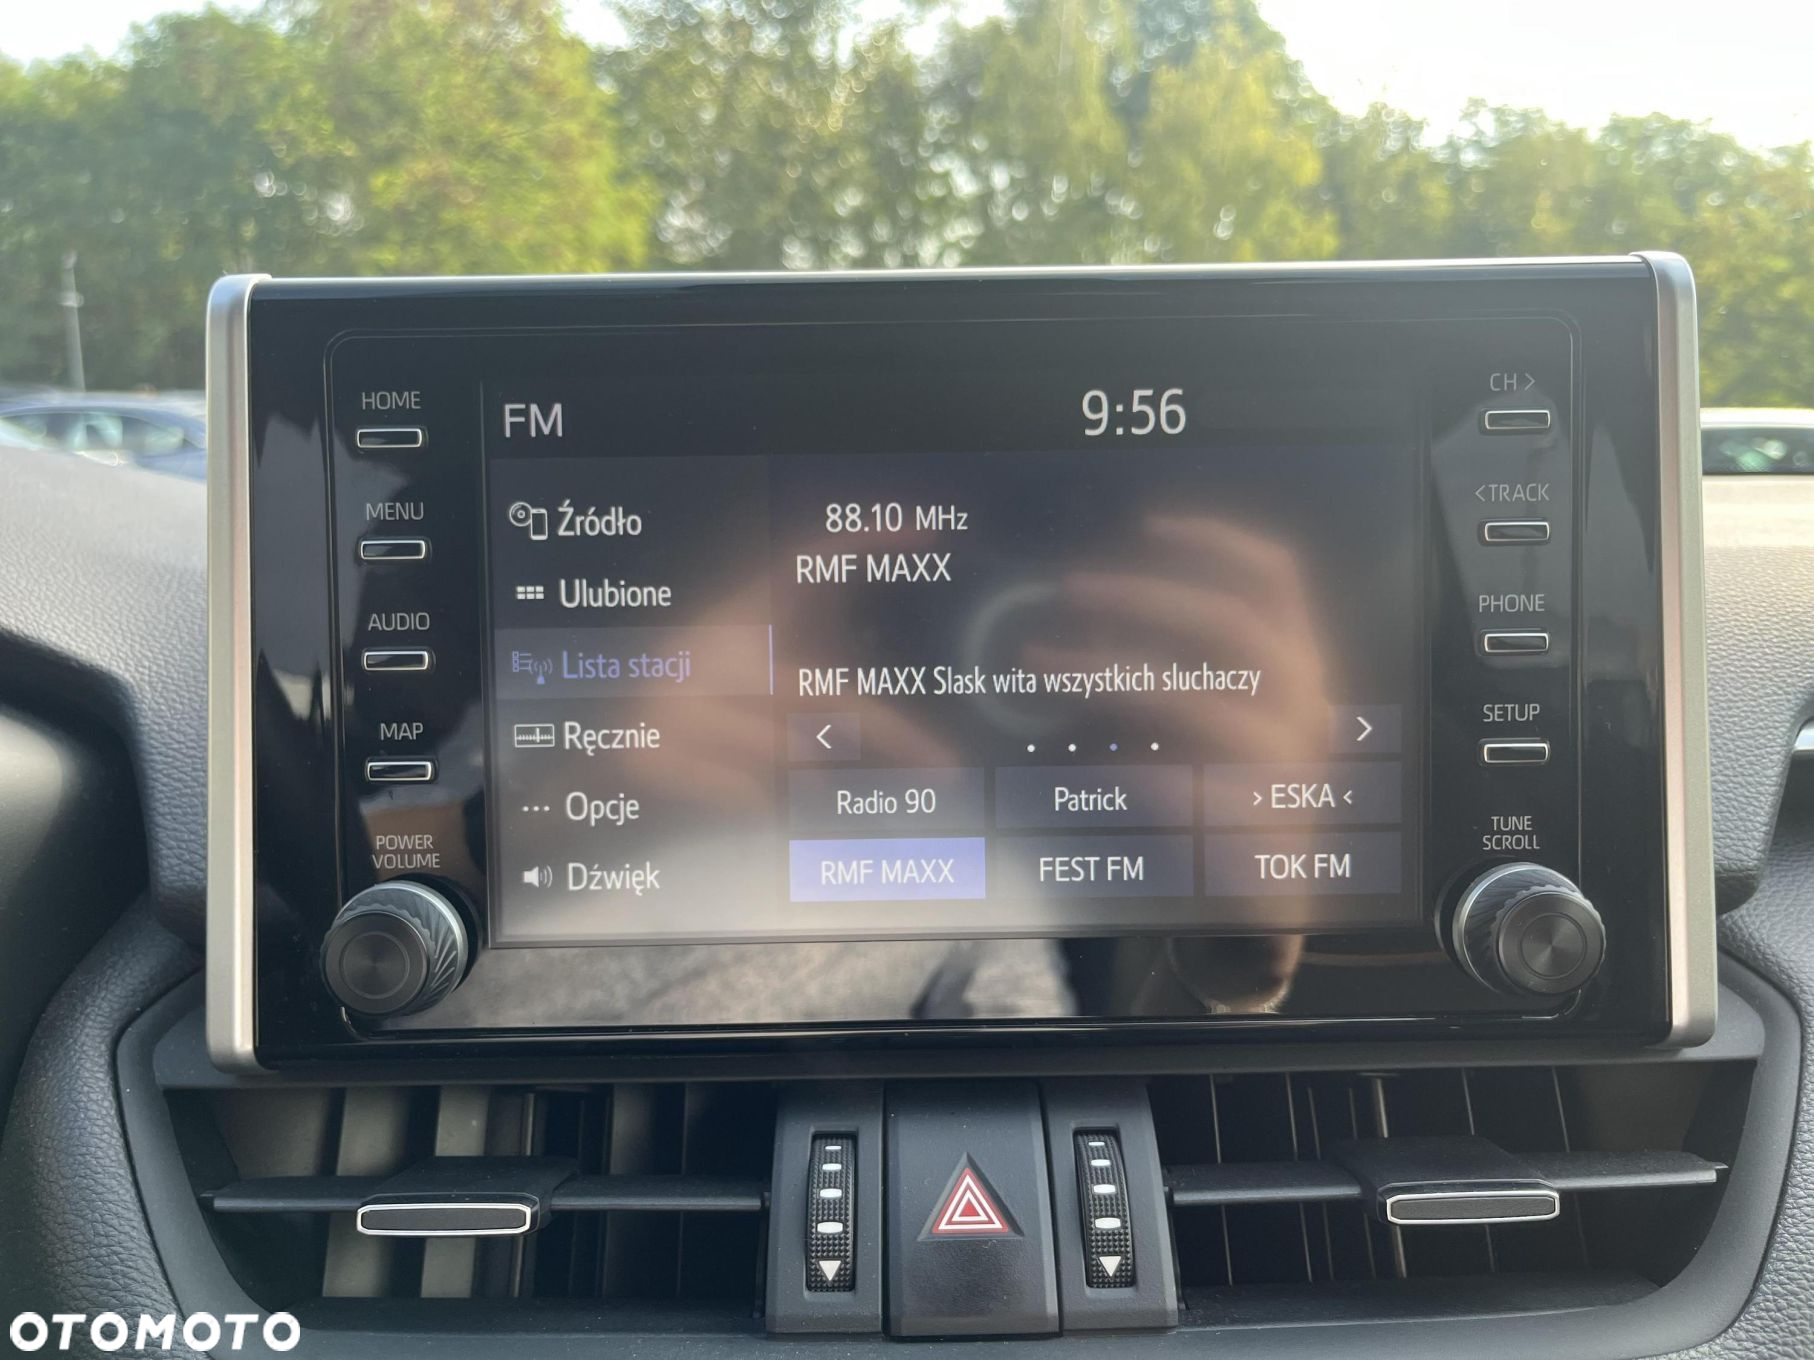 HOME
MENU
AUDIO
MAP
POWER
VOLUME
FM
9:56
Źródło
Ulubione
Lista stacji
Ręcznie
Opcje
Dźwięk
88.10 MHz
RMF MAXX
RMF MAXX Slask wita wszystkich sluchaczy
< >
Radio 90
Patrick
> ESKA <
RMF MAXX
FEST FM
TOK FM
CH >
< TRACK
PHONE
SETUP
TUNE
SCROLL
OTOMOTO